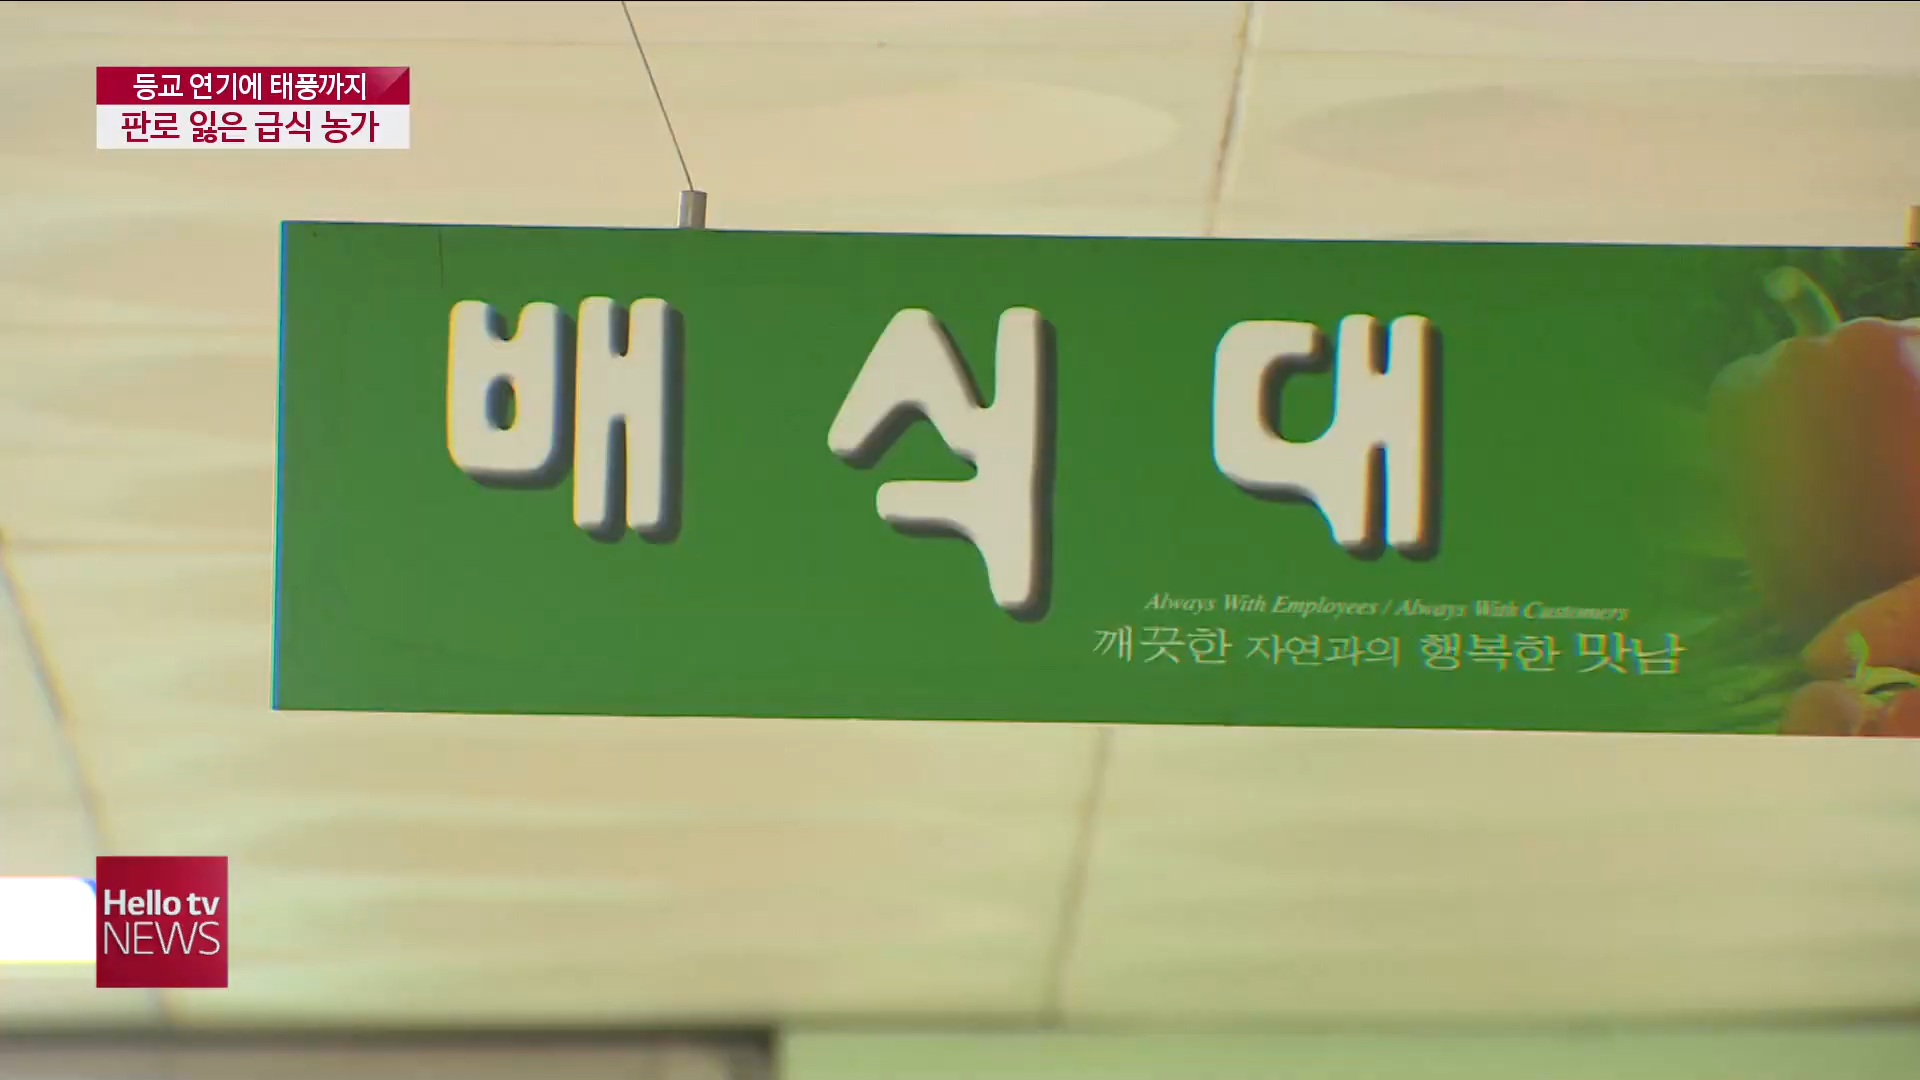 등교 연기에 태풍까지
판로 잃은 급식 농가
배식대
Always With Employees / Always With Customers
깨끗한 자연과의 행복한 맛남
Hello tv
NEWS